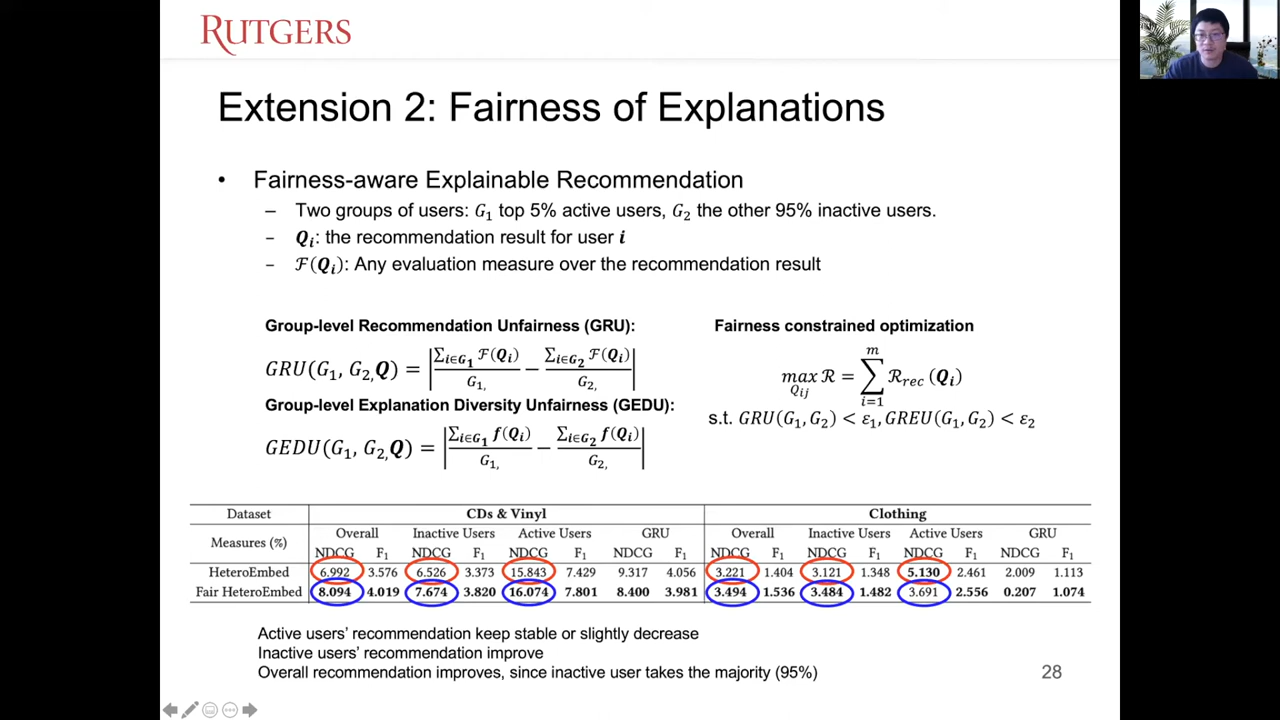 RUTGERS
Extension 2: Fairness of Explanations
• Fairness-aware Explainable Recommendation
– Two groups of users: G₁ top 5% active users, G₂ the other 95% inactive users.
- Qᵢ: the recommendation result for user i
- ℱ(Qᵢ): Any evaluation measure over the recommendation result
Group-level Recommendation Unfairness (GRU):
GRU(G₁, G₂, Q) = |∑i∈G₁ ℱ(Qᵢ) / G₁, − ∑i∈G₂ ℱ(Qᵢ) / G₂,|
Group-level Explanation Diversity Unfairness (GEDU):
GEDU(G₁, G₂, Q) = |∑i∈G₁ f(Qᵢ) / G₁, − ∑i∈G₂ f(Qᵢ) / G₂,|
Fairness constrained optimization
max Qij ℛ = ∑ i=1 m ℛrec (Qᵢ)
s.t. GRU(G₁, G₂) < ε₁, GREU(G₁, G₂) < ε₂
Dataset CDs & Vinyl Clothing
Measures (%) Overall Inactive Users Active Users GRU Overall Inactive Users Active Users GRU
NDCG F₁ NDCG F₁ NDCG F₁ NDCG F₁ NDCG F₁ NDCG F₁ NDCG F₁ NDCG F₁
HeteroEmbed 6.992 3.576 6.526 3.373 15.843 7.429 9.317 4.056 3.221 1.404 3.121 1.348 5.130 2.461 2.009 1.113
Fair HeteroEmbed 8.094 4.019 7.674 3.820 16.074 7.801 8.400 3.981 3.494 1.536 3.484 1.482 3.691 2.556 0.207 1.074
Active users' recommendation keep stable or slightly decrease
Inactive users' recommendation improve
Overall recommendation improves, since inactive user takes the majority (95%)
28